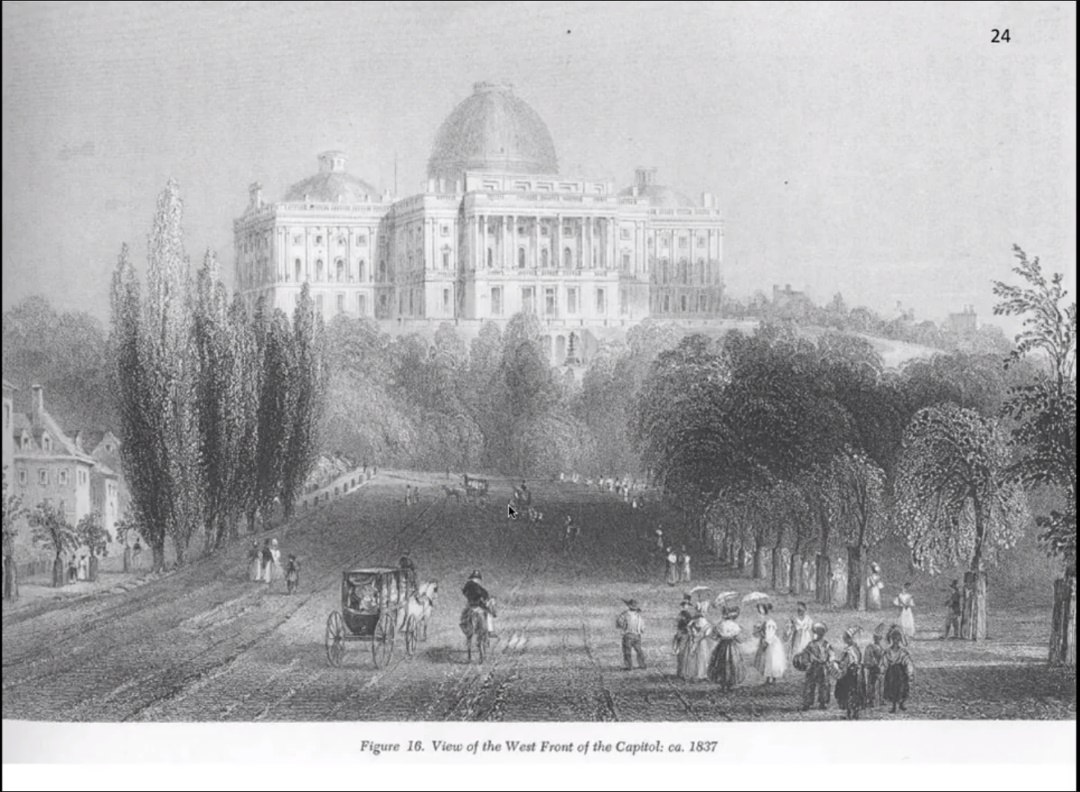 24
Figure 16. View of the West Front of the Capitol: ca. 1837